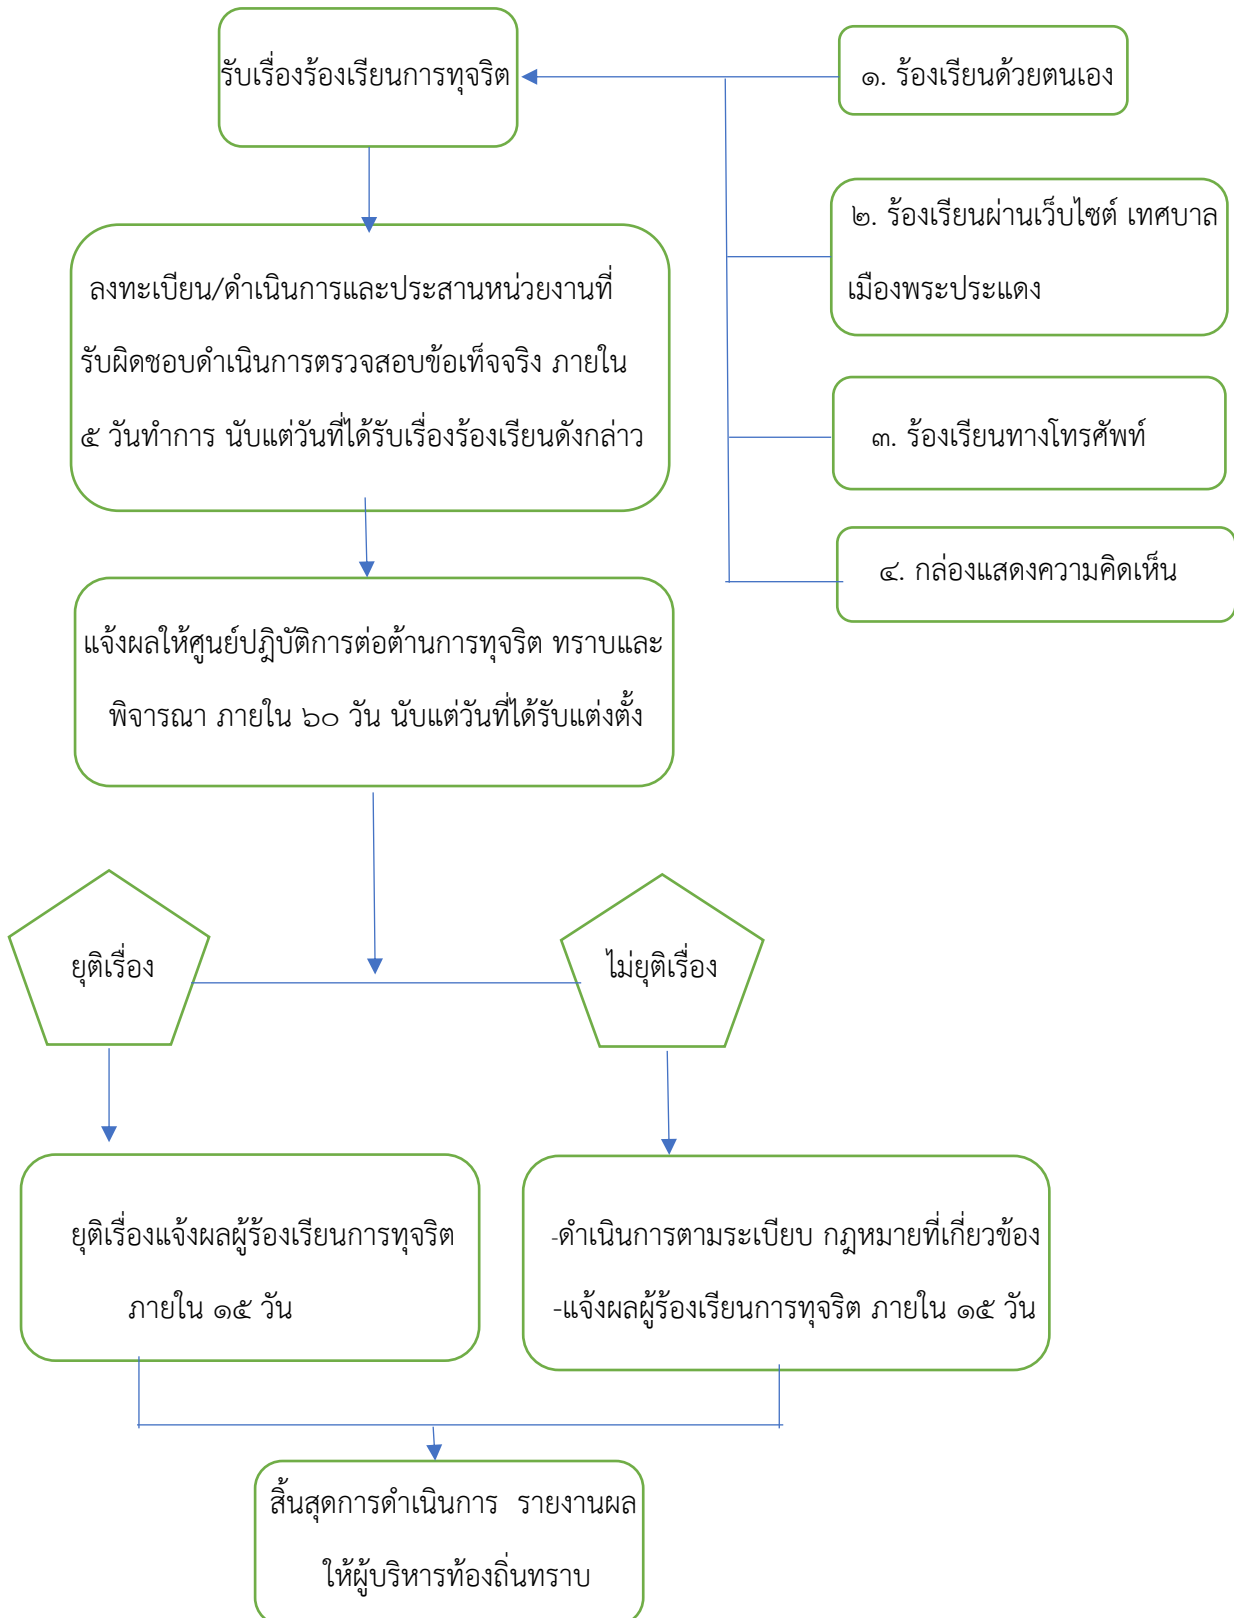 รับเรื่องร้องเรียนการทุจริต
๑. ร้องเรียนด้วยตนเอง
๒. ร้องเรียนผ่านเว็บไซต์ เทศบาล
เมืองพระประแดง
๓. ร้องเรียนทางโทรศัพท์
๔. กล่องแสดงความคิดเห็น
ลงทะเบียน/ดำเนินการและประสานหน่วยงานที่
รับผิดชอบดำเนินการตรวจสอบข้อเท็จจริง ภายใน
๕ วันทำการ นับแต่วันที่ได้รับเรื่องร้องเรียนดังกล่าว
แจ้งผลให้ศูนย์ปฎิบัติการต่อต้านการทุจริต ทราบและ
พิจารณา ภายใน ๖๐ วัน นับแต่วันที่ได้รับแต่งตั้ง
ยุติเรื่อง
ไม่ยุติเรื่อง
ยุติเรื่องแจ้งผลผู้ร้องเรียนการทุจริต
ภายใน ๑๕ วัน
-ดำเนินการตามระเบียบ กฎหมายที่เกี่ยวข้อง
-แจ้งผลผู้ร้องเรียนการทุจริต ภายใน ๑๕ วัน
สิ้นสุดการดำเนินการ รายงานผล
ให้ผู้บริหารท้องถิ่นทราบ